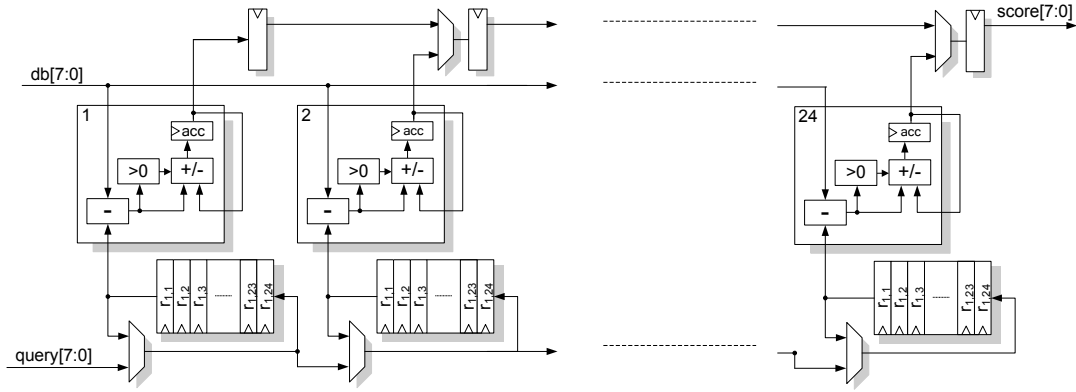 score[7:0]
db[7:0]
1
acc
>0
+/-
-
2
acc
>0
+/-
-
24
acc
>0
+/-
-
r1,1 r1,2 r1,3 ........ r1,23 r1,24
r1,1 r1,2 r1,3 ........ r1,23 r1,24
r1,1 r1,2 r1,3 ........ r1,23 r1,24
query[7:0]